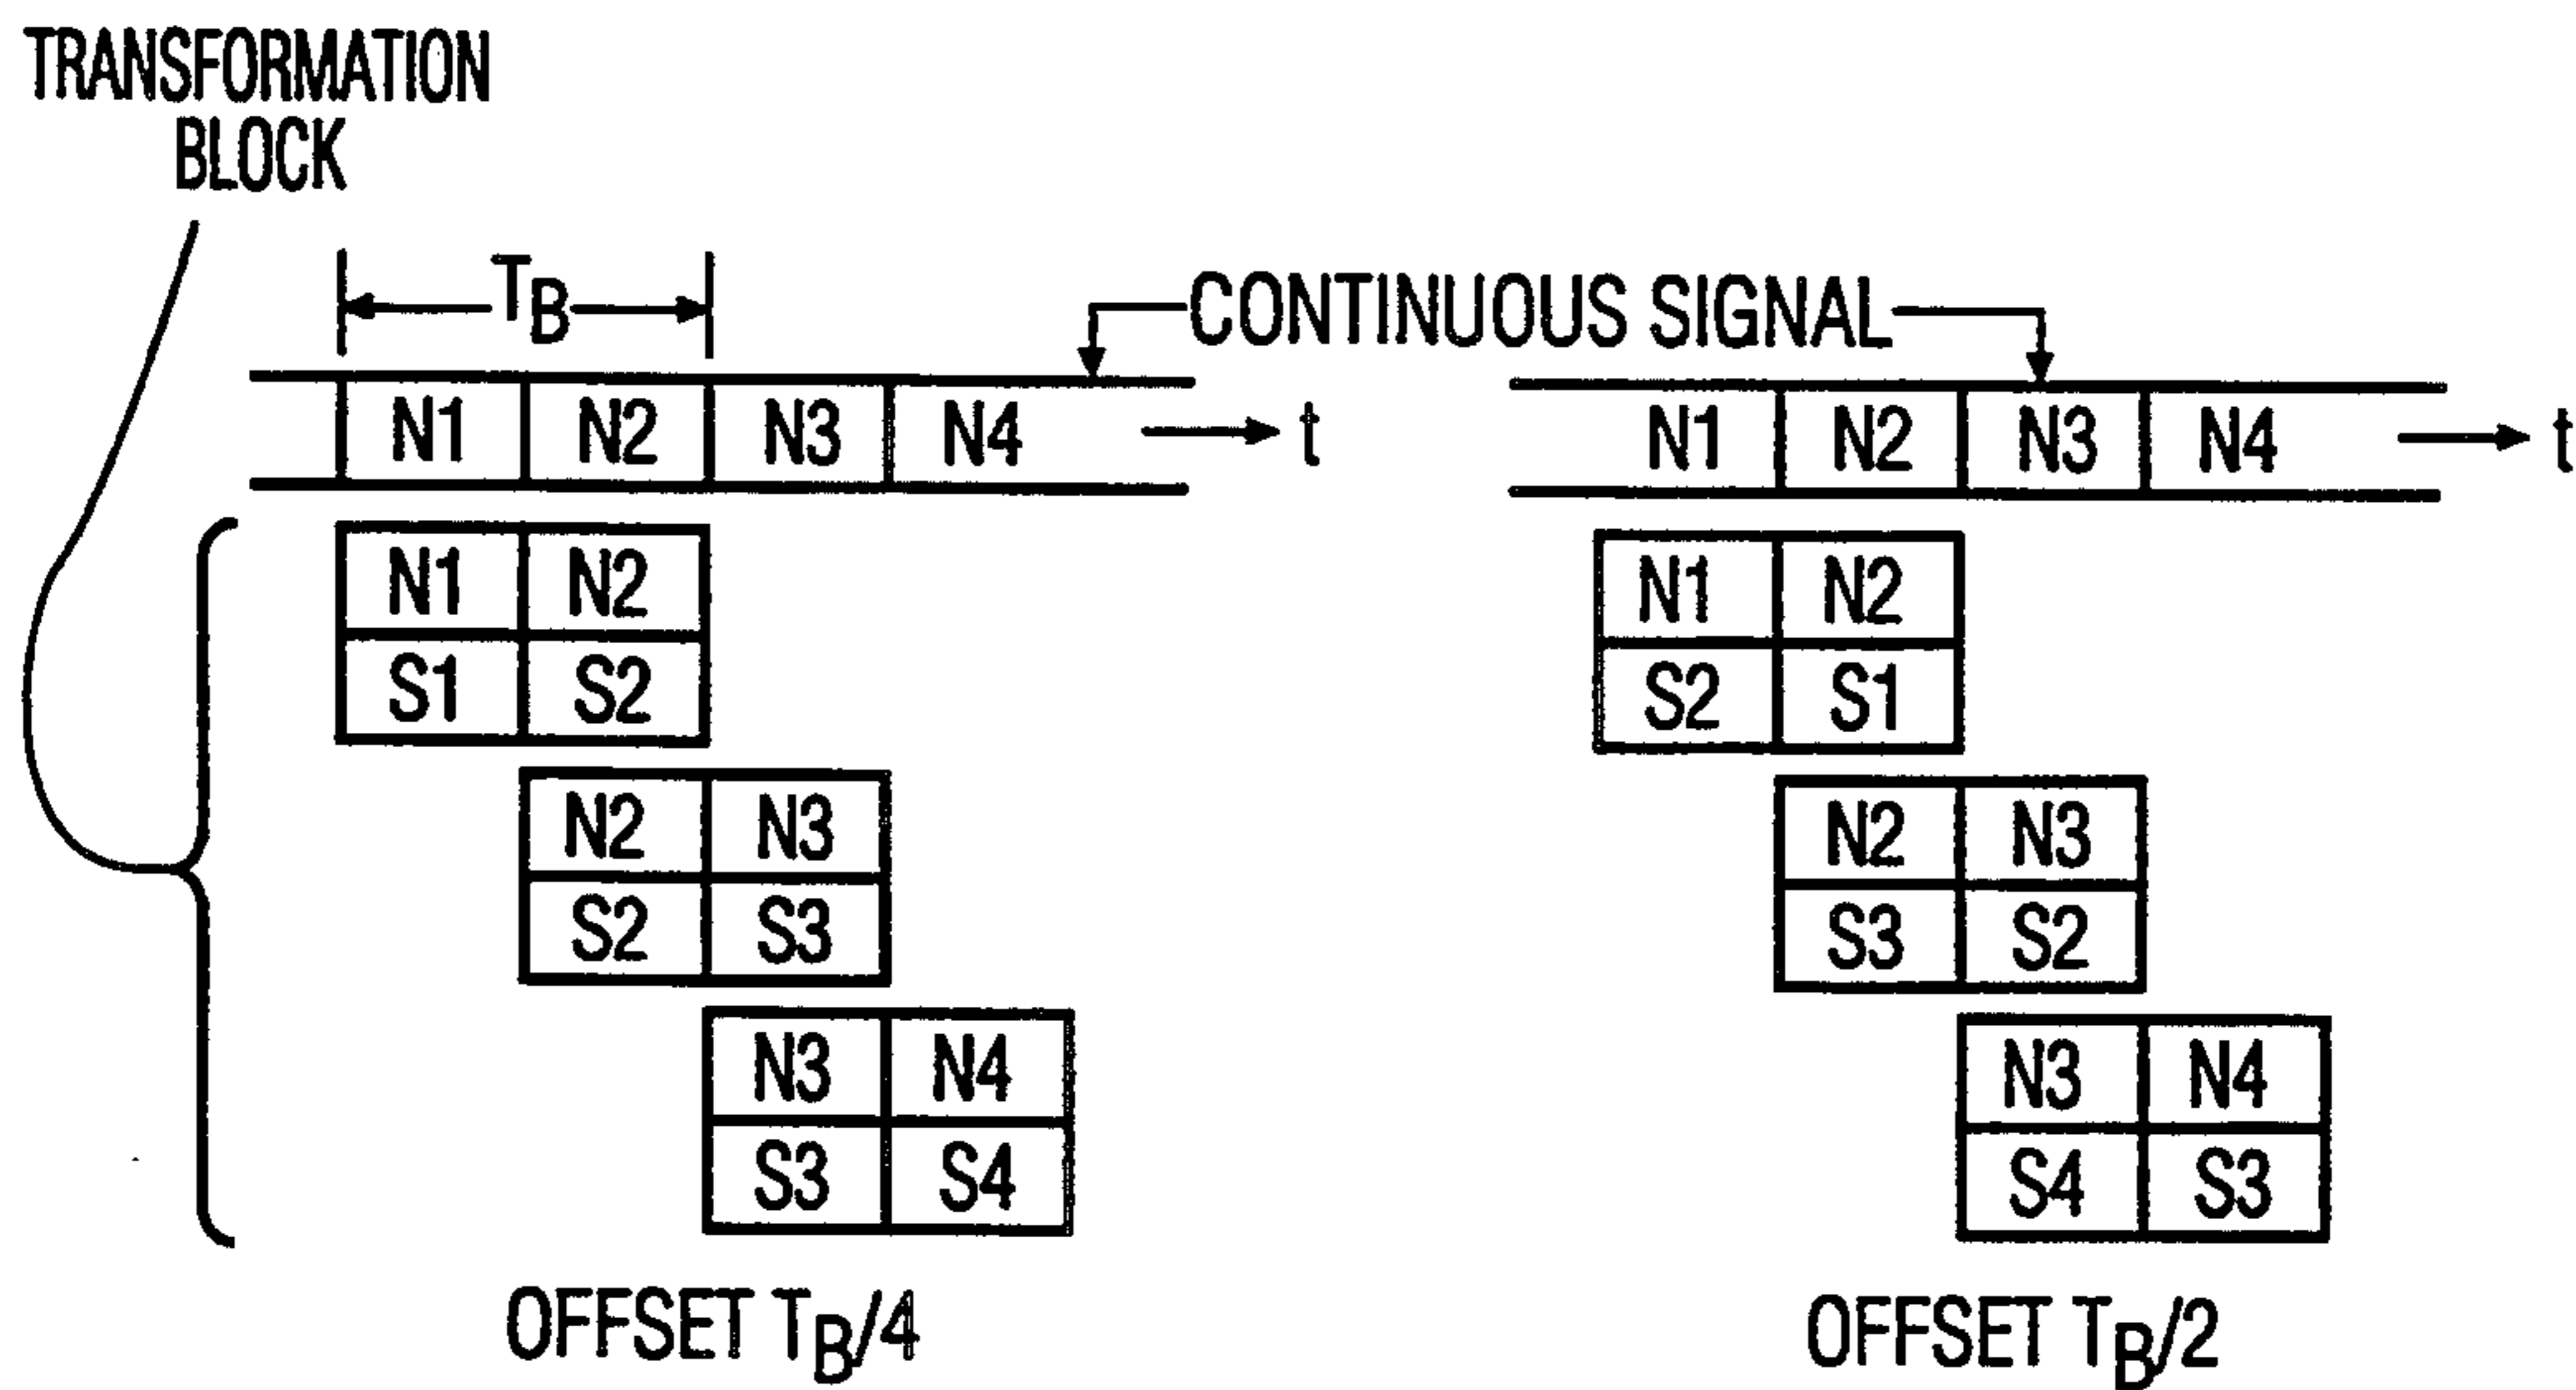 TRANSFORMATION
BLOCK
TB
CONTINUOUS SIGNAL
N1 N2 N3 N4 t
N1 N2
S1 S2
N2 N3
S2 S3
N3 N4
S3 S4
OFFSET TB/4
N1 N2 N3 N4 t
N1 N2
S2 S1
N2 N3
S3 S2
N3 N4
S4 S3
OFFSET TB/2